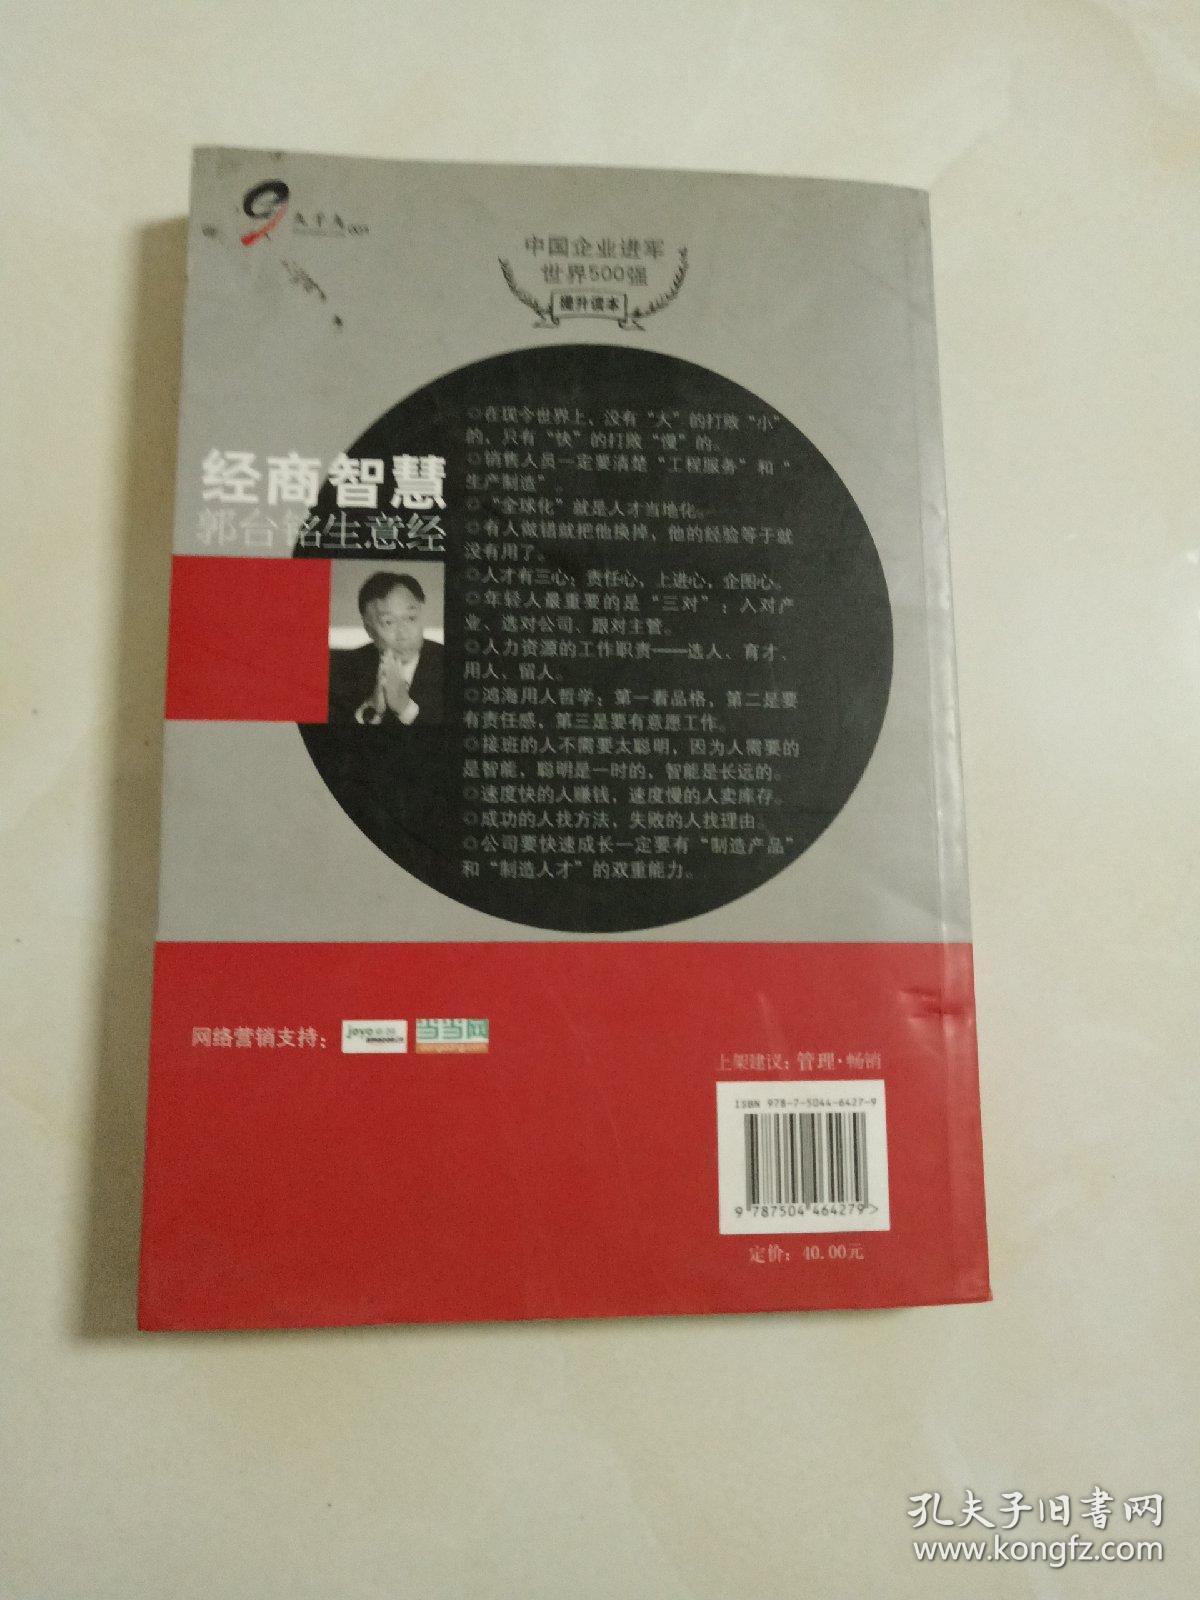 中国企业进军
世界500强
提升读本
◎在现今世界上、没有“大”的打败“小”
的、只有“快”的打败“慢”的。
◎销售人员一定要清楚“工程服务”和“
生产制造”。
◎“全球化”就是人才当地化。
◎有人做错就把他换掉，他的经验等于就
没有用了。
◎人才有三心：责任心，上进心，企图心。
◎年轻人最重要的是“三对”：入对产
业、选对公司、跟对主管。
◎人力资源的工作职责——选人、育才、
用人、留人。
◎鸿海用人哲学：第一看品格，第二是要
有责任感，第三是要有意愿工作。
◎接班的人不需要太聪明，因为人需要的
是智能，聪明是一时的，智能是长远的。
◎速度快的人赚钱，速度慢的人卖库存。
◎成功的人找方法，失败的人找理由。
◎公司要快速成长一定要有“制造产品”
和“制造人才”的双重能力。
经商智慧
郭台铭生意经
网络营销支持：
joyo
amazon.cn
当当网
上架建议：管理·畅销
ISBN 978-7-5044-6427-9
9 787504 464279>
定价：40.00元
孔夫子旧书网
www.kongfz.com